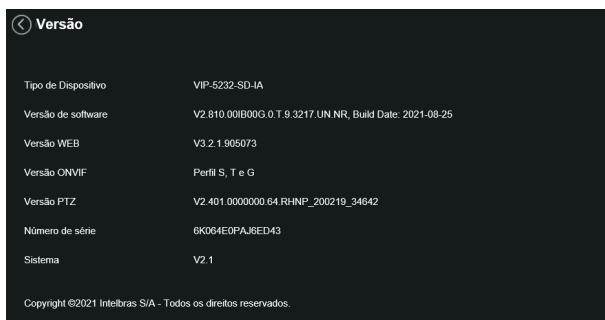 Versão
Tipo de Dispositivo VIP-5232-SD-IA
Versão de software V2.810.00IB00G.0.T.9.3217.UN.NR, Build Date: 2021-08-25
Versão WEB V3.2.1.905073
Versão ONVIF Perfil S, T e G
Versão PTZ V2.401.0000000.64.RHNP_200219_34642
Número de série 6K064E0PAJ6ED43
Sistema V2.1
Copyright ©2021 Intelbras S/A - Todos os direitos reservados.